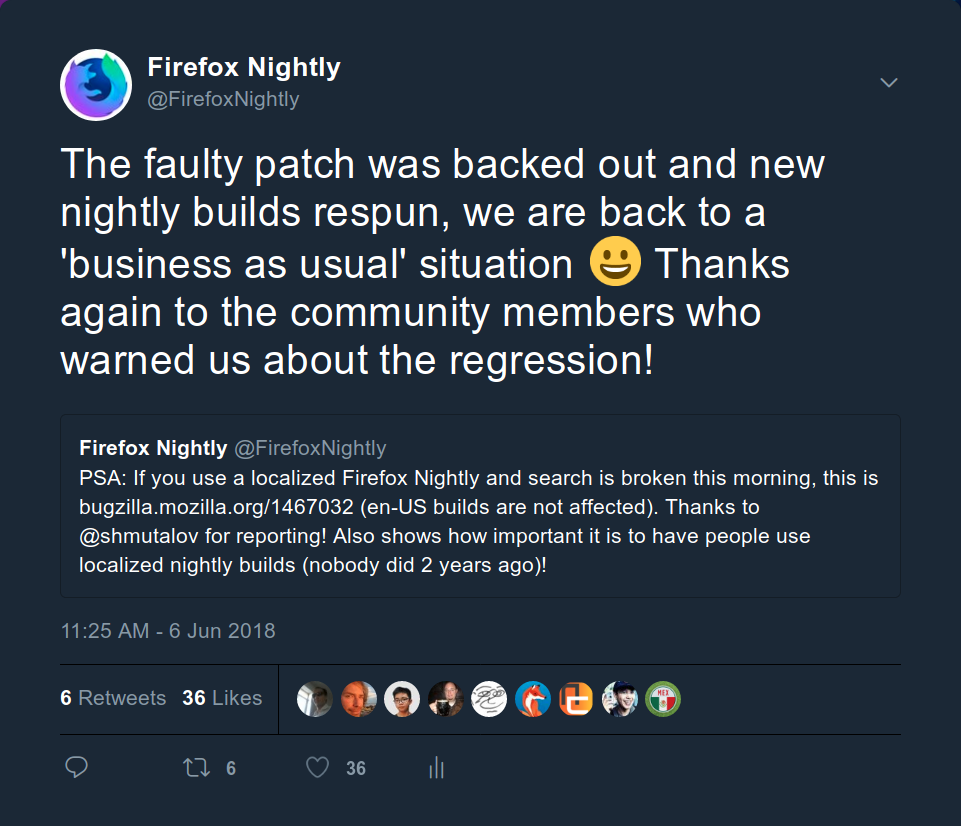 Firefox Nightly
@FirefoxNightly
The faulty patch was backed out and new
nightly builds respun, we are back to a
'business as usual' situation 😀 Thanks
again to the community members who
warned us about the regression!
Firefox Nightly @FirefoxNightly
PSA: If you use a localized Firefox Nightly and search is broken this morning, this is
bugzilla.mozilla.org/1467032 (en-US builds are not affected). Thanks to
@shmutalov for reporting! Also shows how important it is to have people use
localized nightly builds (nobody did 2 years ago)!
11:25 AM - 6 Jun 2018
6 Retweets 36 Likes
MEX
6 36